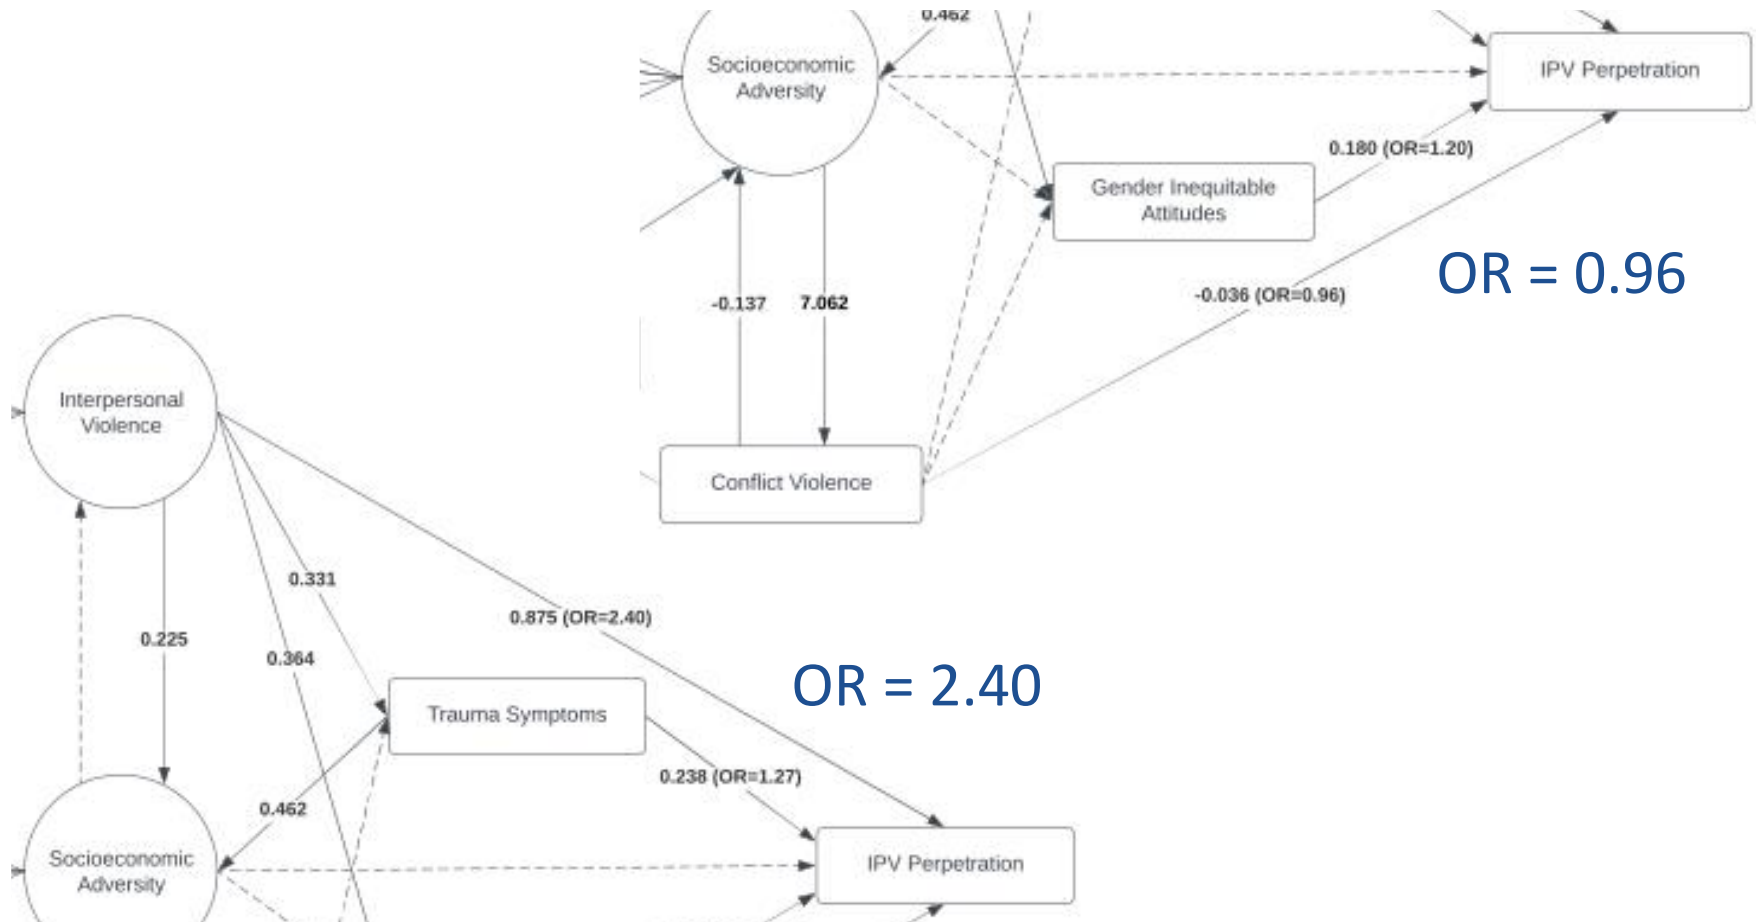 0.462
Socioeconomic
Adversity
IPV Perpetration
0.180 (OR=1.20)
Gender Inequitable
Attitudes
OR = 0.96
-0.036 (OR=0.96)
-0.137
7.062
Conflict Violence
Interpersonal
Violence
0.331
0.875 (OR=2.40)
0.225
0.364
OR = 2.40
Trauma Symptoms
0.238 (OR=1.27)
0.462
Socioeconomic
Adversity
IPV Perpetration